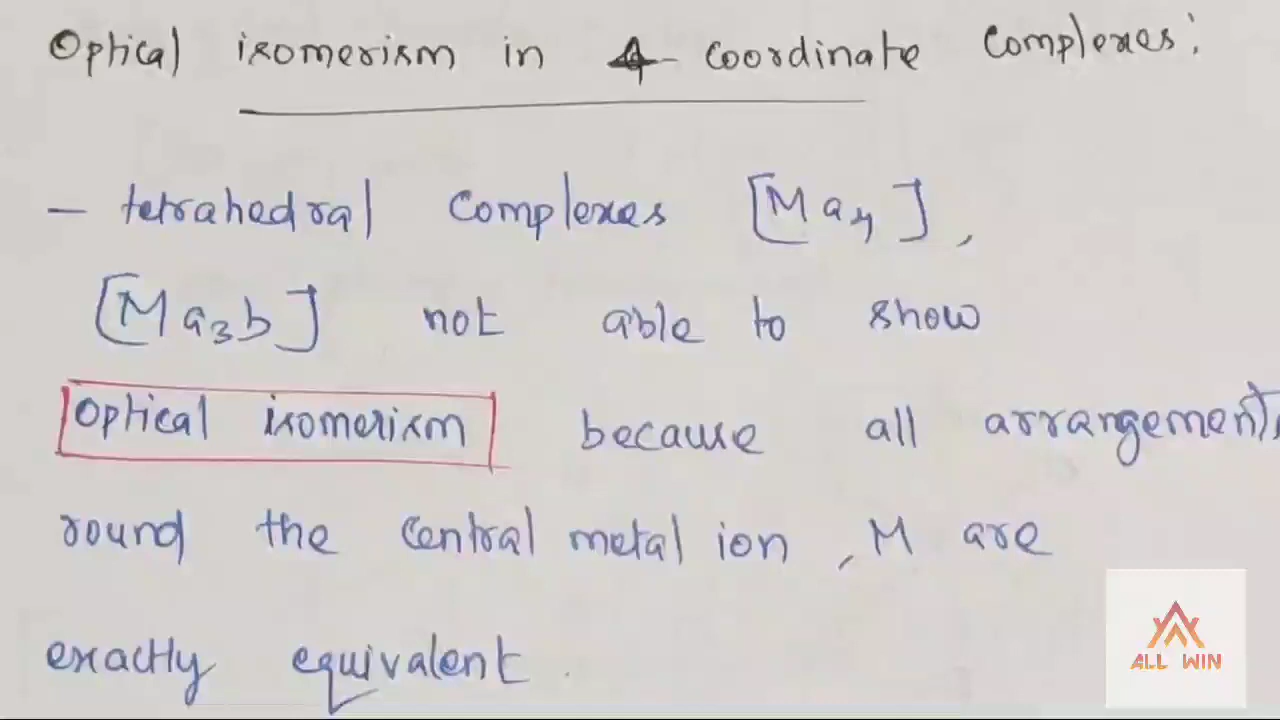 Optical isomerism in 4- coordinate complexes:
- tetrahedral complexes [Ma4],
[Ma3b] not able to show
optical isomerism because all arrangements
round the central metal ion, M are
exactly equivalent.
ALL WIN